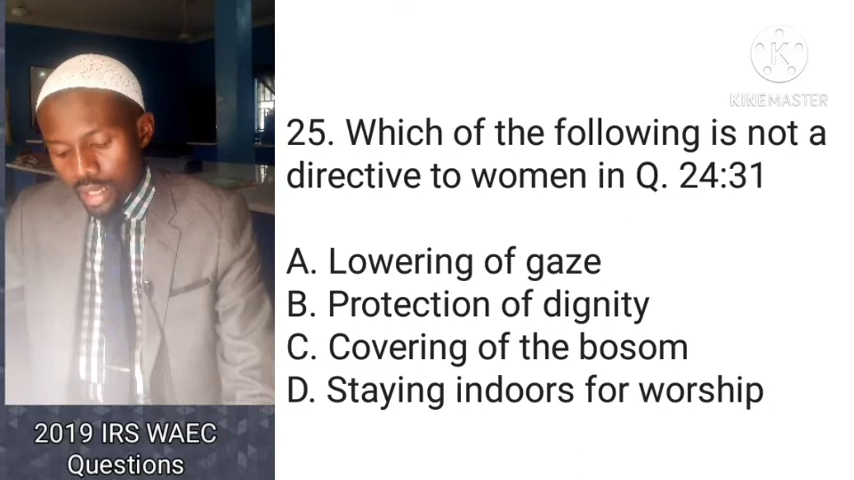 K
KINEMASTER
25. Which of the following is not a
directive to women in Q. 24:31
A. Lowering of gaze
B. Protection of dignity
C. Covering of the bosom
D. Staying indoors for worship
2019 IRS WAEC
Questions